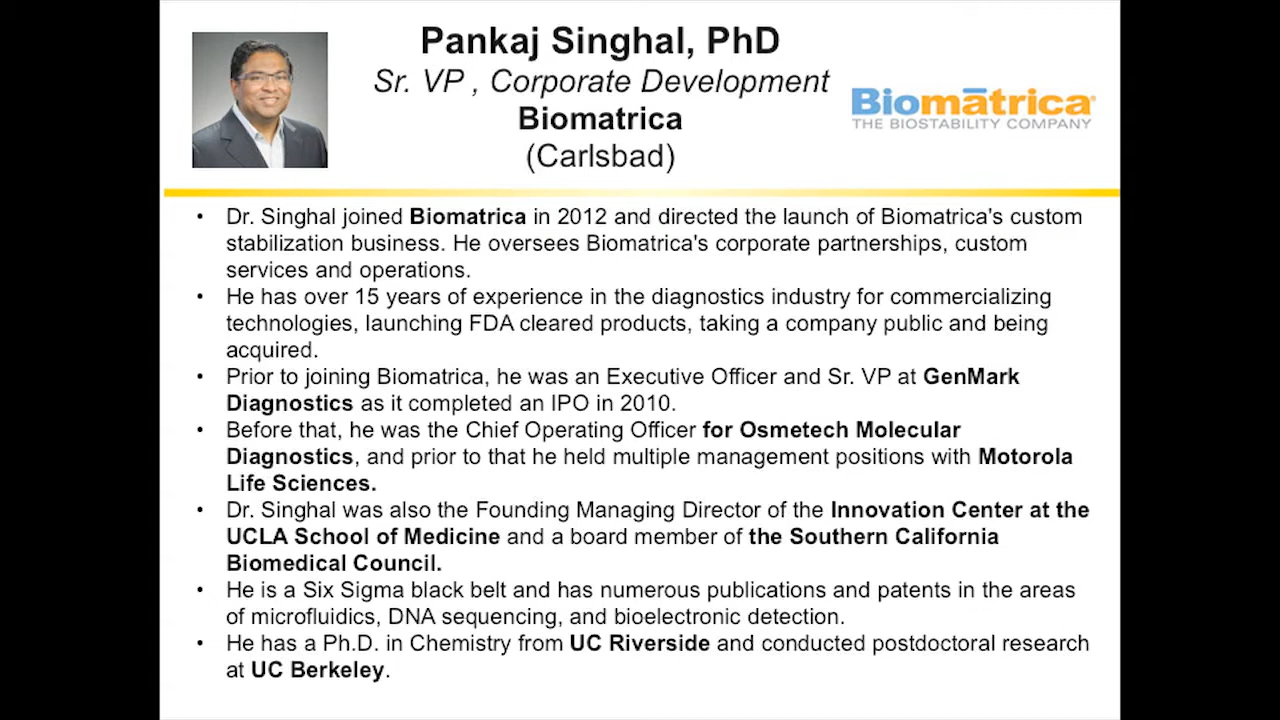 Pankaj Singhal, PhD
Sr. VP , Corporate Development
Biomatrica
(Carlsbad)
Biomātrica®
THE BIOSTABILITY COMPANY
• Dr. Singhal joined Biomatrica in 2012 and directed the launch of Biomatrica's custom
stabilization business. He oversees Biomatrica's corporate partnerships, custom
services and operations.
• He has over 15 years of experience in the diagnostics industry for commercializing
technologies, launching FDA cleared products, taking a company public and being
acquired.
• Prior to joining Biomatrica, he was an Executive Officer and Sr. VP at GenMark
Diagnostics as it completed an IPO in 2010.
• Before that, he was the Chief Operating Officer for Osmetech Molecular
Diagnostics, and prior to that he held multiple management positions with Motorola
Life Sciences.
• Dr. Singhal was also the Founding Managing Director of the Innovation Center at the
UCLA School of Medicine and a board member of the Southern California
Biomedical Council.
• He is a Six Sigma black belt and has numerous publications and patents in the areas
of microfluidics, DNA sequencing, and bioelectronic detection.
• He has a Ph.D. in Chemistry from UC Riverside and conducted postdoctoral research
at UC Berkeley.